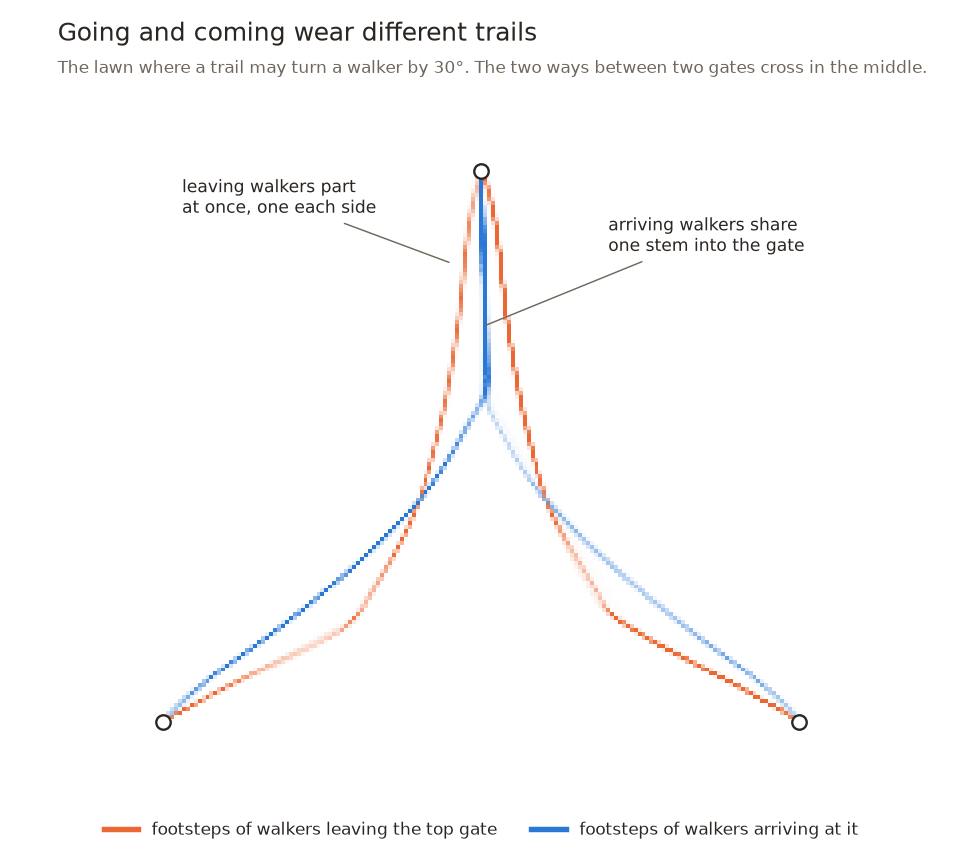 Going and coming wear different trails
The lawn where a trail may turn a walker by 30°. The two ways between two gates cross in the middle.
leaving walkers part
at once, one each side
arriving walkers share
one stem into the gate
footsteps of walkers leaving the top gate
footsteps of walkers arriving at it